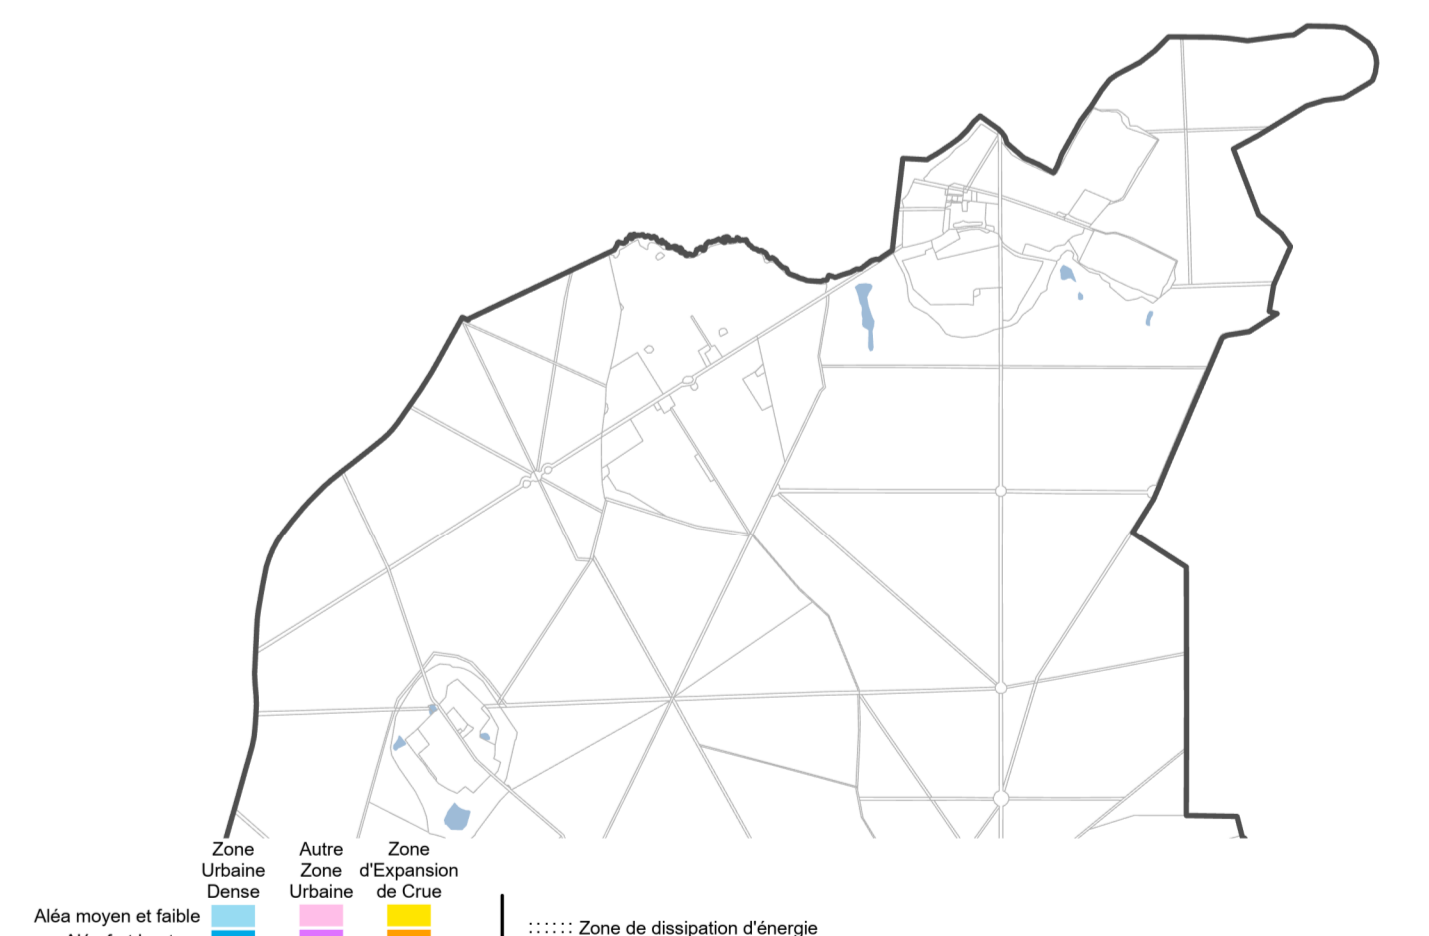 Zone
Urbaine
Dense
Autre
Zone
Urbaine
Zone
d'Expansion
de Crue
Aléa moyen et faible
:::::: Zone de dissipation d'énergie